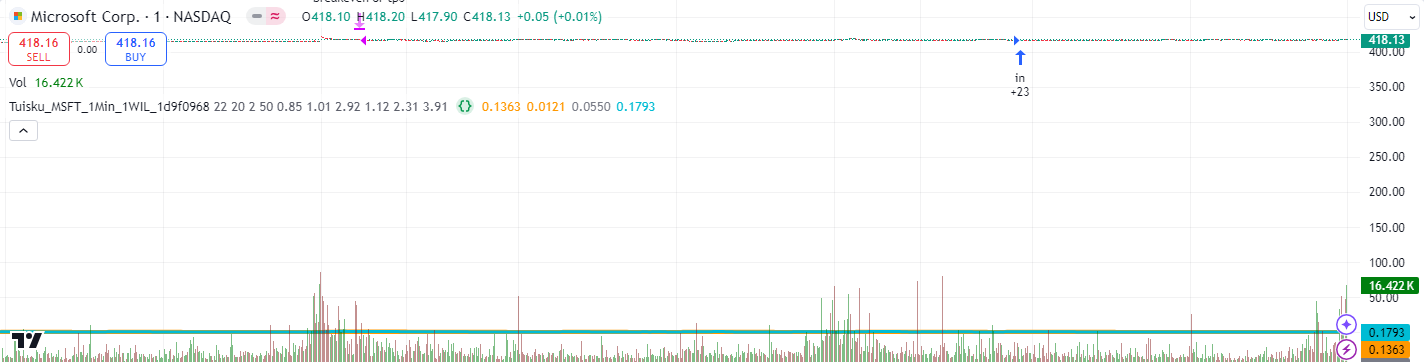 breakeven or tps
Microsoft Corp. · 1 · NASDAQ O418.10 H418.20 L417.90 C418.13 +0.05 (+0.01%)
USD
418.16 SELL 0.00 418.16 BUY
418.13
400.00
Vol 16.422 K
350.00
in
+23
Tuisku_MSFT_1Min_1WIL_1d9f0968 22 20 2 50 0.85 1.01 2.92 1.12 2.31 3.91 {} 0.1363 0.0121 0.0550 0.1793
300.00
250.00
200.00
150.00
100.00
16.422 K
50.00
0.1793
0.1363